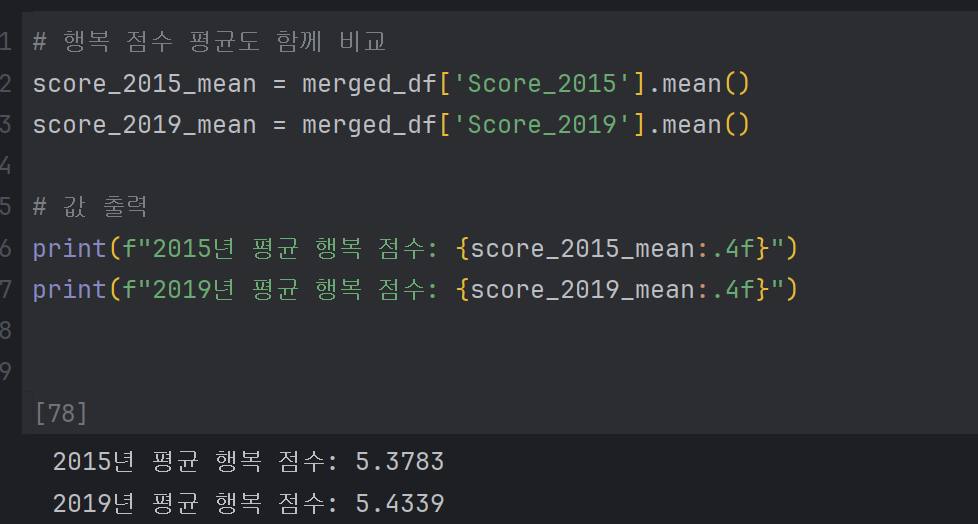 1 # 행복 점수 평균도 함께 비교
2 score_2015_mean = merged_df['Score_2015'].mean()
3 score_2019_mean = merged_df['Score_2019'].mean()
4
5 # 값 출력
6 print(f"2015년 평균 행복 점수: {score_2015_mean:.4f}")
7 print(f"2019년 평균 행복 점수: {score_2019_mean:.4f}")
8
9
[78]
2015년 평균 행복 점수: 5.3783
2019년 평균 행복 점수: 5.4339